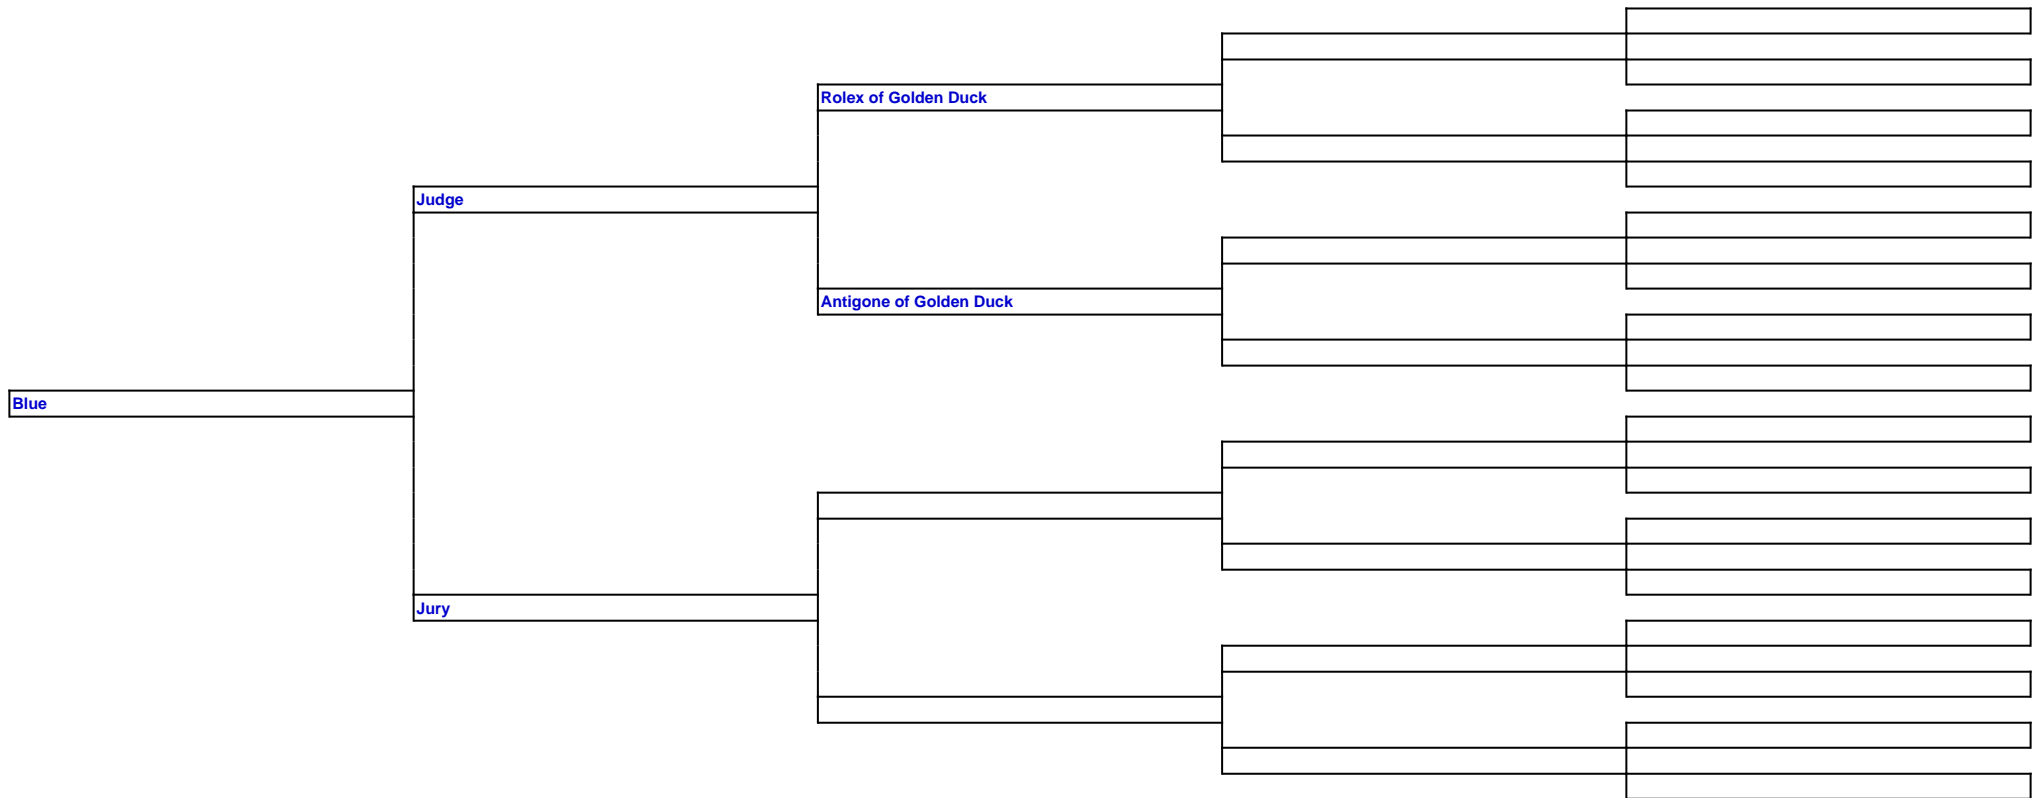 Rolex of Golden Duck
Judge
Antigone of Golden Duck
Blue
Jury